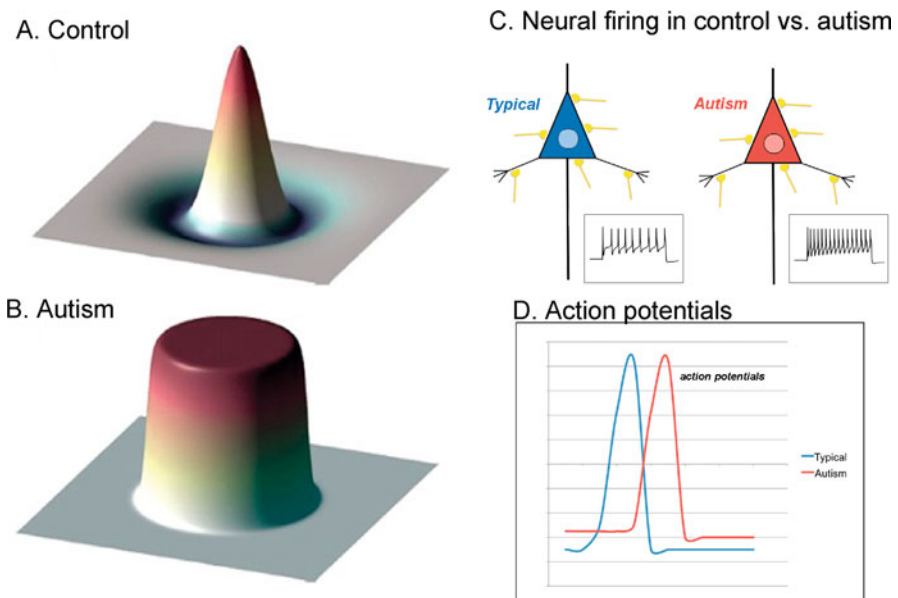 A. Control
B. Autism
C. Neural firing in control vs. autism
Typical
Autism
D. Action potentials
action potentials
Typical
Autism